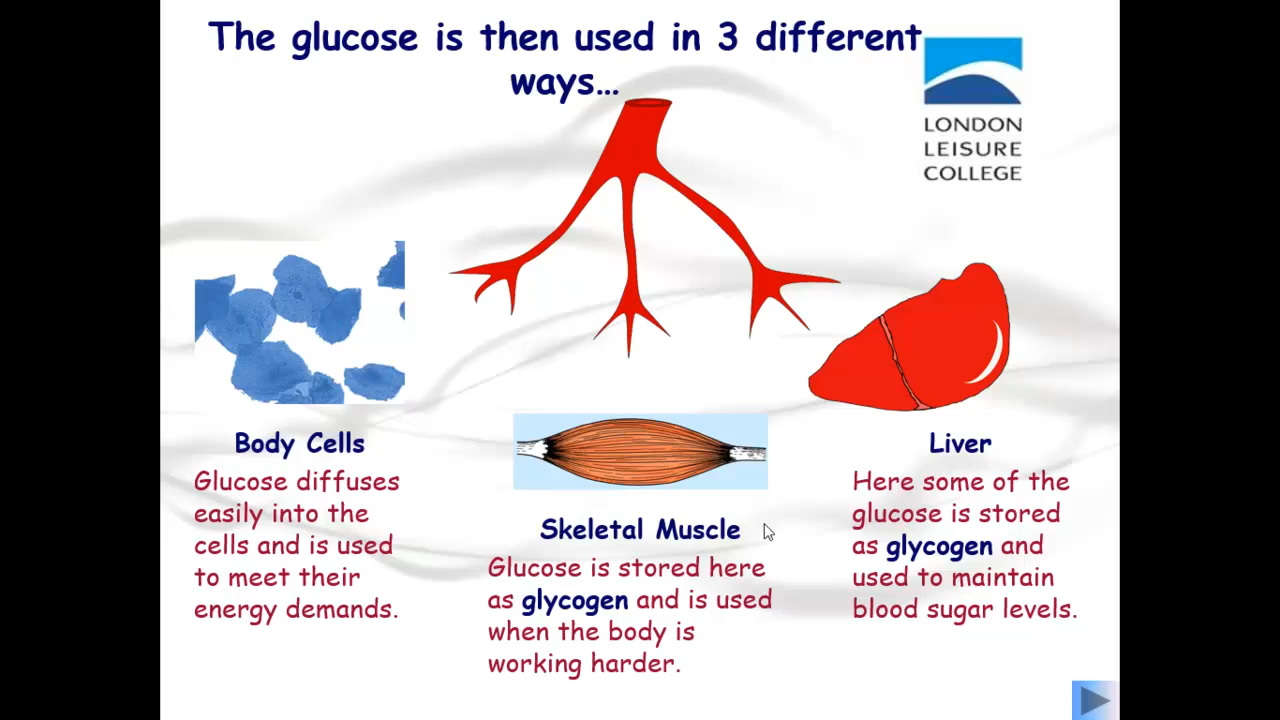 The glucose is then used in 3 different
ways...
LONDON
LEISURE
COLLEGE
Body Cells
Glucose diffuses
easily into the
cells and is used
to meet their
energy demands.
Skeletal Muscle
Glucose is stored here
as glycogen and is used
when the body is
working harder.
Liver
Here some of the
glucose is stored
as glycogen and
used to maintain
blood sugar levels.